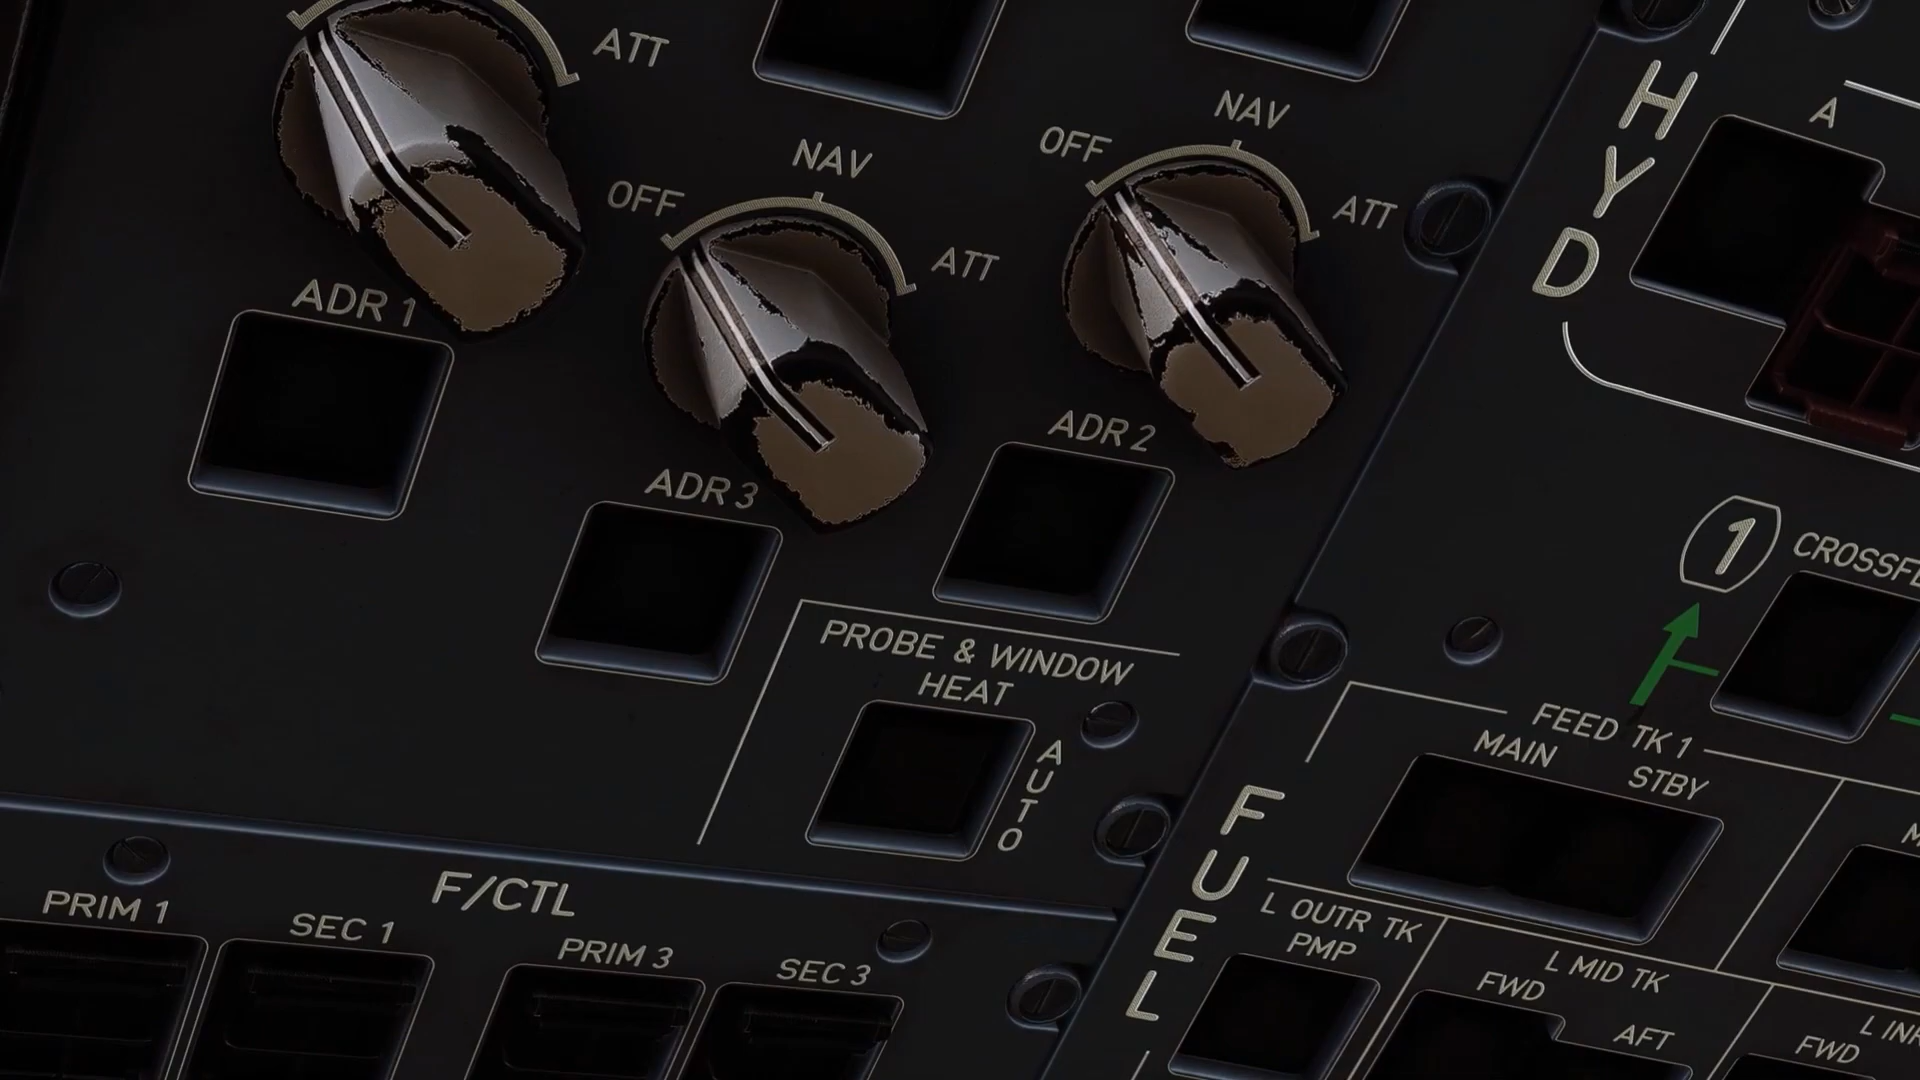 ATT
OFF
NAV
ATT
OFF
NAV
ATT
ADR 1
ADR 3
ADR 2
PROBE & WINDOW
HEAT
AUTO
F/CTL
PRIM 1
SEC 1
PRIM 3
SEC 3
HYD
A
1
CROSSF
FEED TK 1
MAIN
STBY
FUEL
L OUTR TK
PMP
L MID TK
FWD
AFT
L IN
FWD